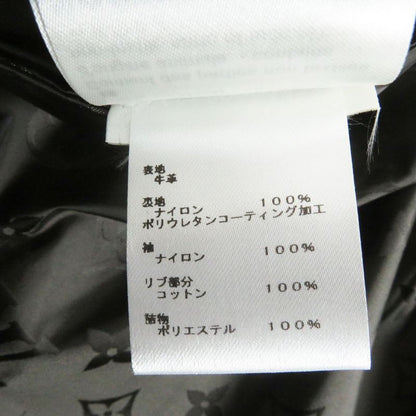 表地
牛革
裏地
ナイロン 100%
ポリウレタンコーティング加工
袖
ナイロン 100%
リブ部分
コットン 100%
詰物
ポリエステル 100%